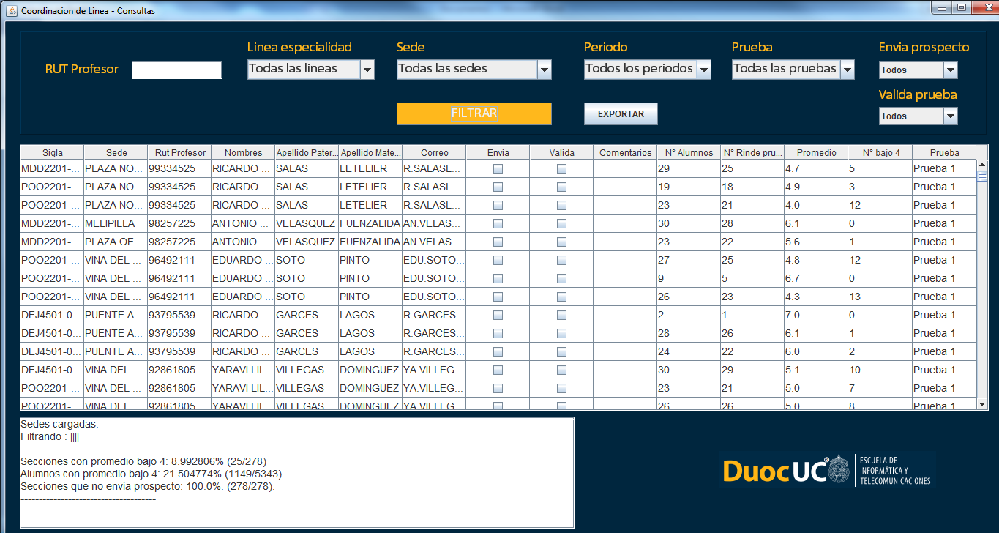 Coordinacion de Linea - Consultas
Linea especialidad Sede Periodo Prueba Envia prospecto
RUT Profesor Todas las lineas Todas las sedes Todos los periodos Todas las pruebas Todos
Valida prueba
FILTRAR EXPORTAR Todos
Sigla Sede Rut Profesor Nombres Apellido Pater... Apellido Mate... Correo Envia Valida Comentarios N° Alumnos N° Rinde pru... Promedio N° bajo 4 Prueba
MDD2201-... PLAZA NO... 99334525 RICARDO ... SALAS LETELIER R.SALASL... 29 25 4.7 5 Prueba 1
POO2201-... PLAZA NO... 99334525 RICARDO ... SALAS LETELIER R.SALASL... 19 18 4.9 3 Prueba 1
POO2201-... PLAZA NO... 99334525 RICARDO ... SALAS LETELIER R.SALASL... 23 21 4.0 12 Prueba 1
MDD2201-... MELIPILLA 98257225 ANTONIO ... VELASQUEZ FUENZALIDA AN.VELAS... 30 28 6.1 0 Prueba 1
MDD2201-... PLAZA OE... 98257225 ANTONIO ... VELASQUEZ FUENZALIDA AN.VELAS... 23 22 5.6 1 Prueba 1
POO2201-... VINA DEL ... 96492111 EDUARDO ... SOTO PINTO EDU.SOTO... 27 25 4.8 12 Prueba 1
POO2201-... VINA DEL ... 96492111 EDUARDO ... SOTO PINTO EDU.SOTO... 9 5 6.7 0 Prueba 1
POO2201-... VINA DEL ... 96492111 EDUARDO ... SOTO PINTO EDU.SOTO... 26 23 4.3 13 Prueba 1
DEJ4501-0... PUENTE A... 93795539 RICARDO ... GARCES LAGOS R.GARCES... 2 1 7.0 0 Prueba 1
DEJ4501-0... PUENTE A... 93795539 RICARDO ... GARCES LAGOS R.GARCES... 28 26 6.1 1 Prueba 1
DEJ4501-0... PUENTE A... 93795539 RICARDO ... GARCES LAGOS R.GARCES... 24 22 6.0 2 Prueba 1
DEJ4501-0... VINA DEL ... 92861805 YARAVI LIL... VILLEGAS DOMINGUEZ YA.VILLEG... 30 29 5.1 10 Prueba 1
POO2201-... VINA DEL ... 92861805 YARAVI LIL... VILLEGAS DOMINGUEZ YA.VILLEG... 23 21 5.0 7 Prueba 1
POO2201-... VINA DEL ... 92861805 YARAVI LIL... VILLEGAS DOMINGUEZ YA.VILLEG... 26 26 5.0 8 Prueba 1
Sedes cargadas.
Filtrando : ||||
-------------------------------------
Secciones con promedio bajo 4: 8.992806% (25/278)
Alumnos con promedio bajo 4: 21.504774% (1149/5343).
Secciones que no envia prospecto: 100.0%. (278/278).
-------------------------------------
DuocUC®
ESCUELA DE
INFORMÁTICA Y
TELECOMUNICACIONES